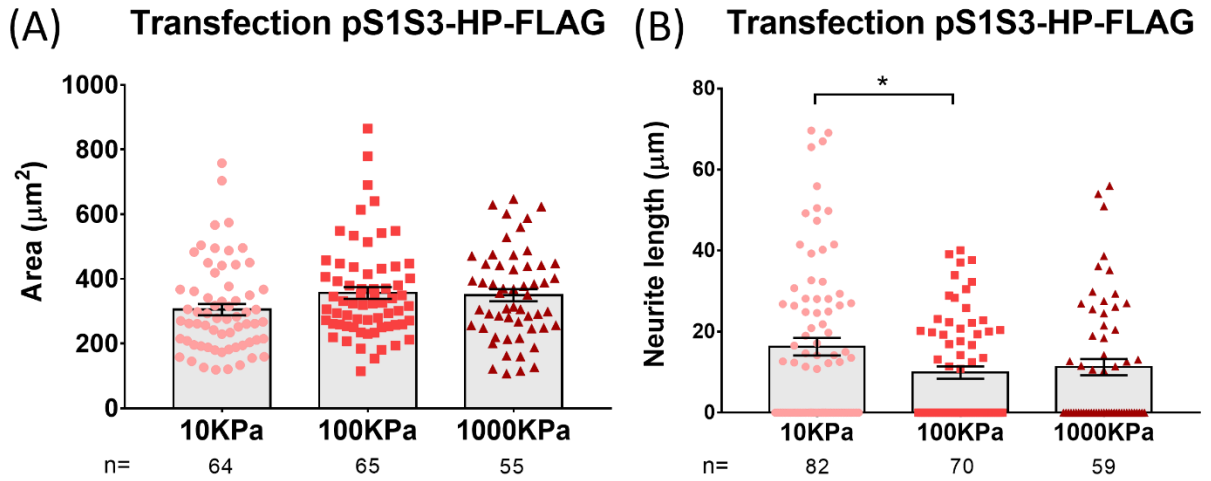 (A) Transfection pS1S3-HP-FLAG
Area (μm²)
1000
800
600
400
200
0
10KPa 100KPa 1000KPa
n= 64 65 55
(B) Transfection pS1S3-HP-FLAG
*
Neurite length (μm)
80
60
40
20
0
10KPa 100KPa 1000KPa
n= 82 70 59